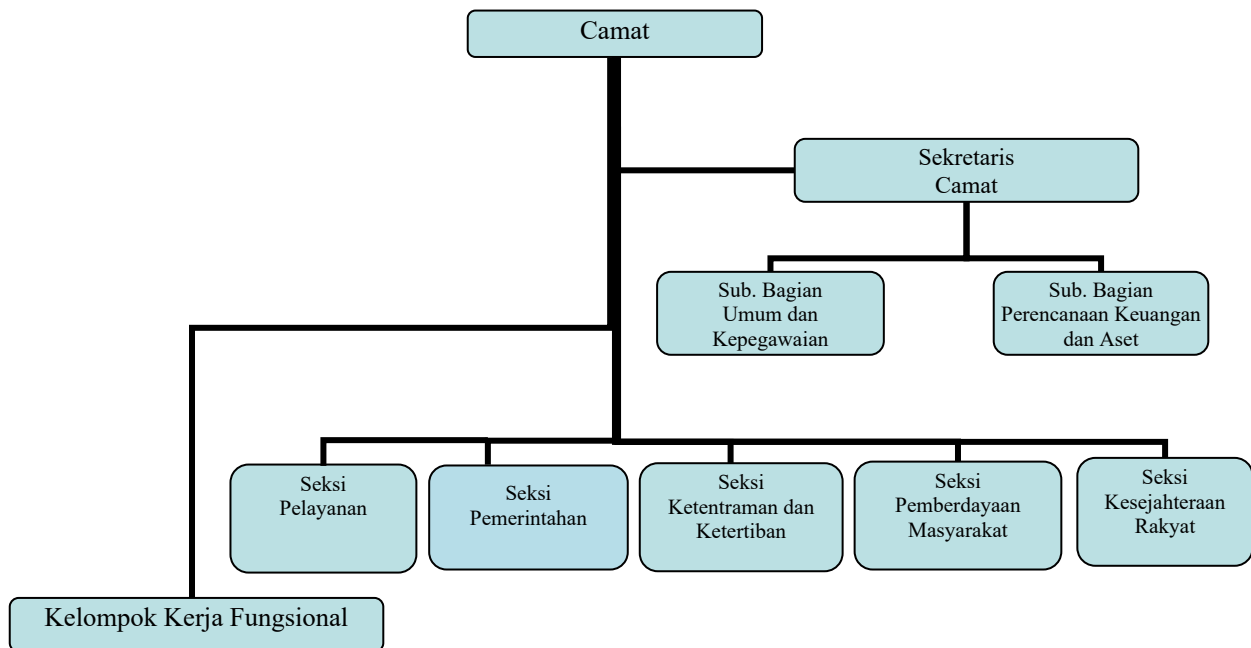 Camat
Sekretaris
Camat
Sub. Bagian
Umum dan
Kepegawaian
Sub. Bagian
Perencanaan Keuangan
dan Aset
Seksi
Pelayanan
Seksi
Pemerintahan
Seksi
Ketentraman dan
Ketertiban
Seksi
Pemberdayaan
Masyarakat
Seksi
Kesejahteraan
Rakyat
Kelompok Kerja Fungsional